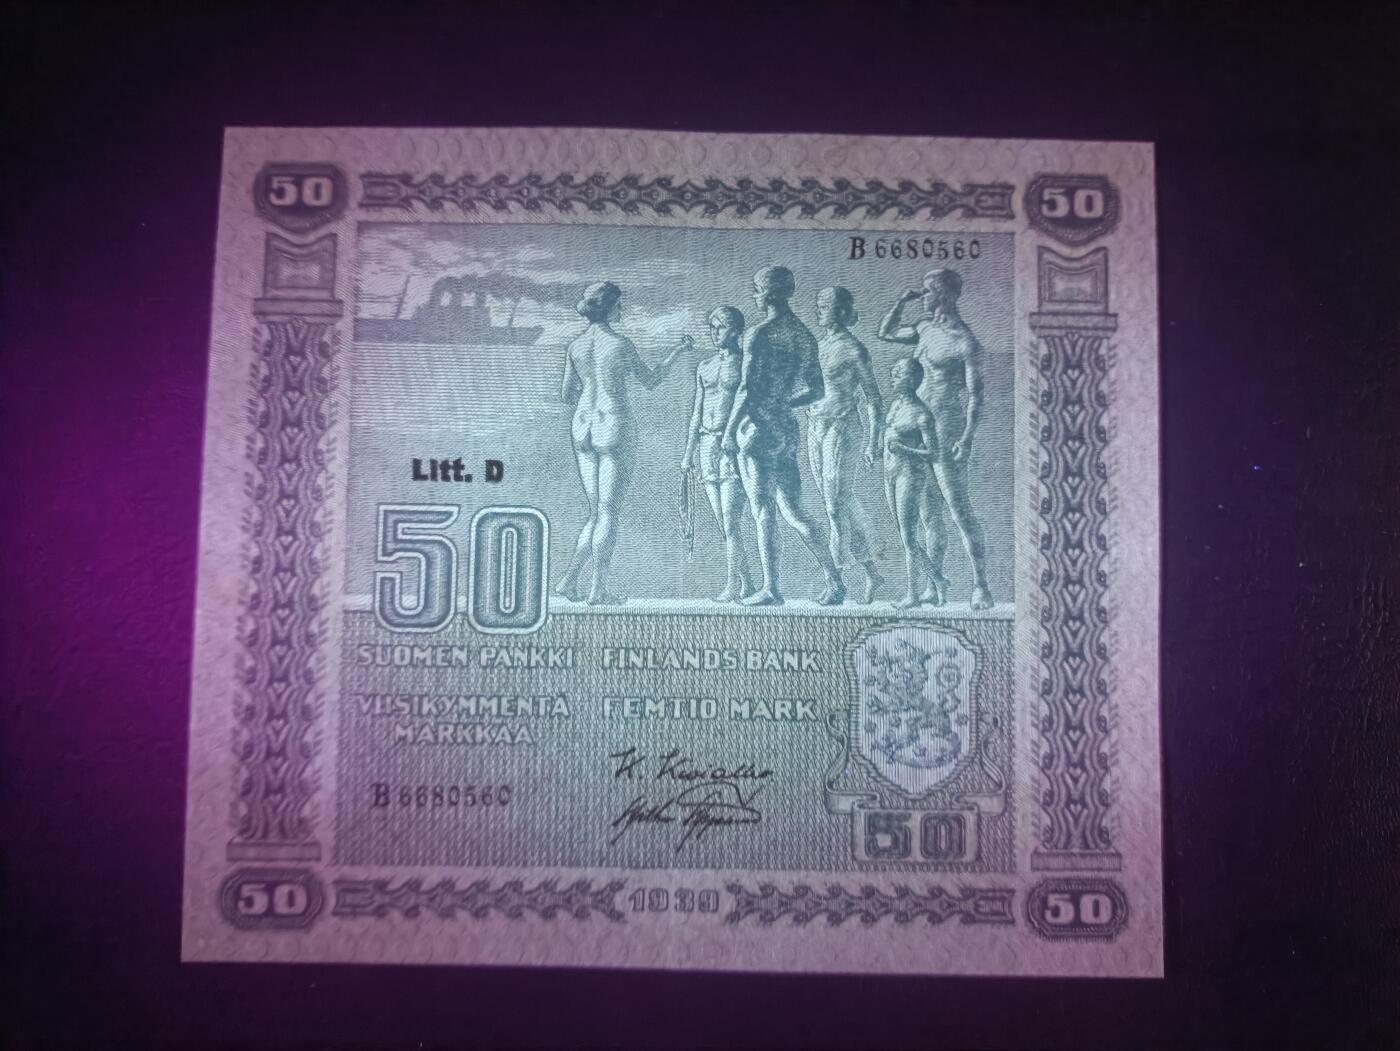 50
50
B 6680560
Litt. D
50
SUOMEN PANKKI FINLANDS BANK
VIISIKYMMENTÄ FEMTIO MARK
MARKKAA
B 6680560
50
50
1939
50